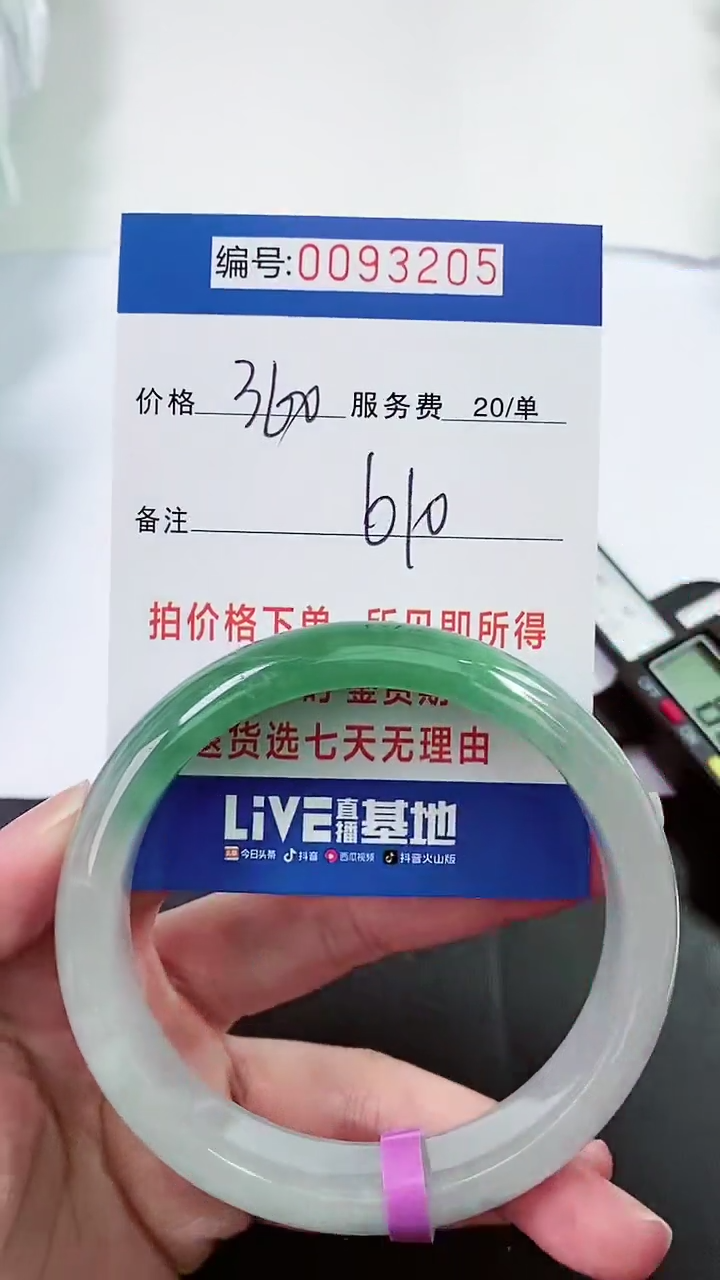 编号:0093205
价格 3600 服务费 20/单
备注 610
拍价格下单 所见即所得
退货选七天无理由
LiVE直播基地
今日头条 抖音 西瓜视频 抖音火山版